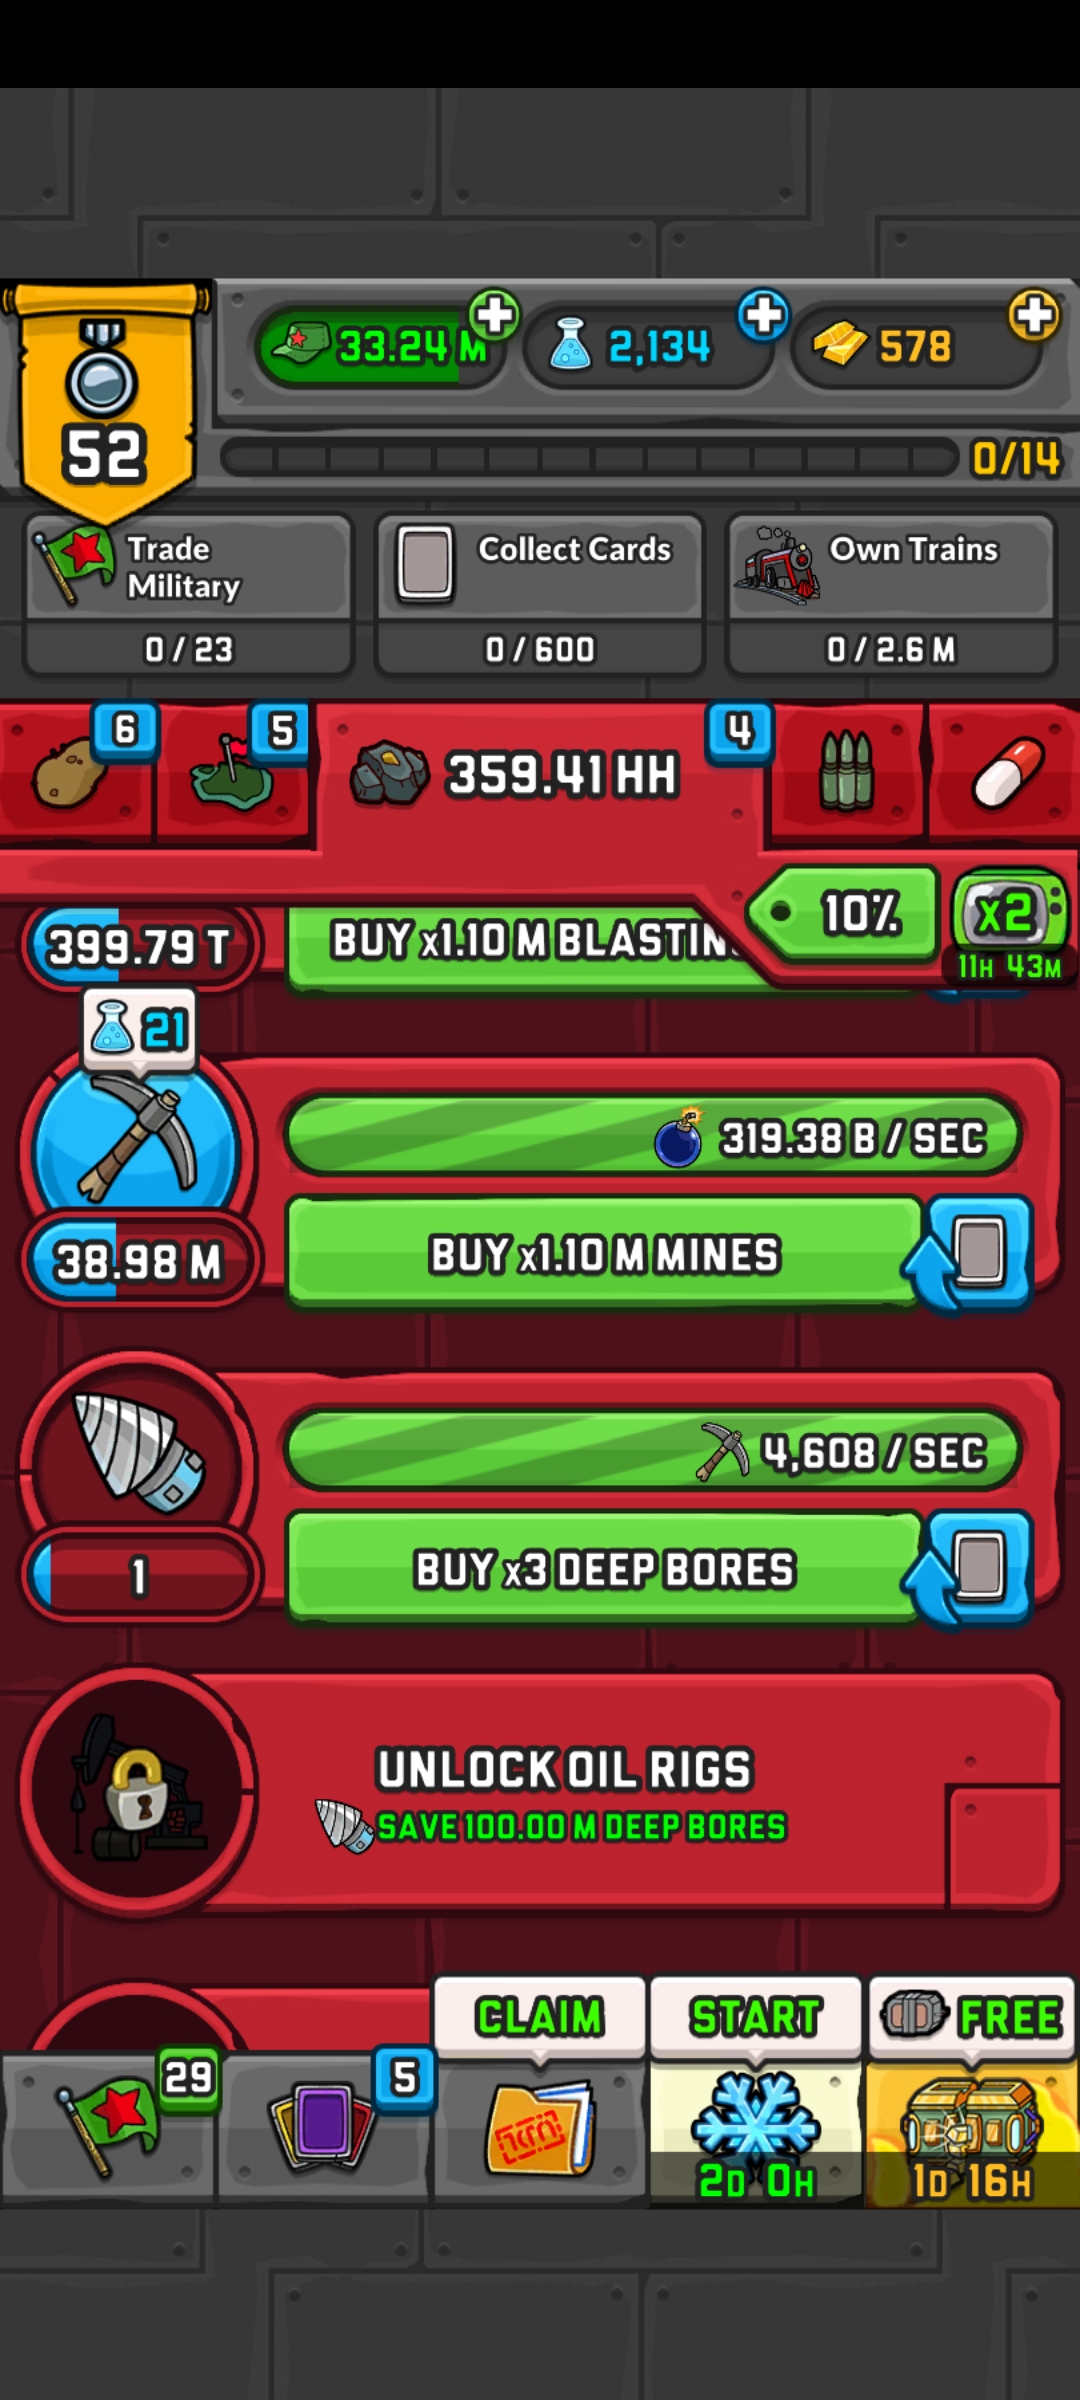 33.24 M
2,134
578
52
0/14
Trade
Military
0 / 23
Collect Cards
0 / 600
Own Trains
0 / 2.6 M
6
5
359.41 HH
4
10%
x2
11H 43M
399.79 T
BUY x1.10 M BLASTIN
21
319.38 B / SEC
38.98 M
BUY x1.10 M MINES
4,608 / SEC
1
BUY x3 DEEP BORES
UNLOCK OIL RIGS
SAVE 100.00 M DEEP BORES
CLAIM
START
FREE
29
5
2D 0H
1D 16H